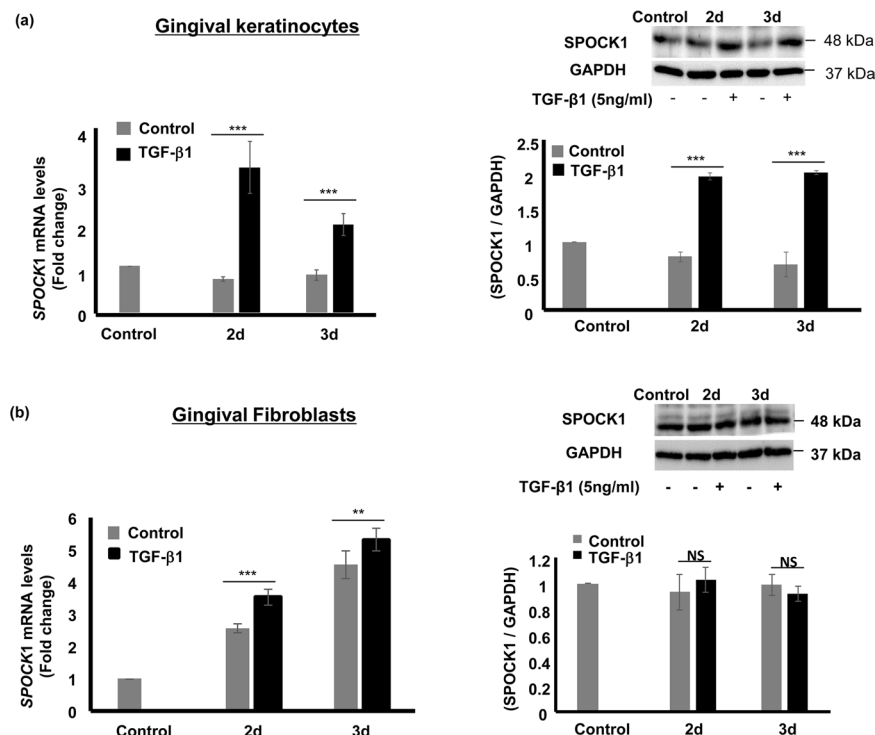 (a)
Gingival keratinocytes
Control 2d 3d
SPOCK1
48 kDa
GAPDH
37 kDa
TGF-β1 (5ng/ml) - - + - +
SPOCK1 mRNA levels
(Fold change)
4
3
2
1
0
Control
TGF-β1
***
***
Control 2d 3d
(SPOCK1 / GAPDH)
2.5
2
1.5
1
0.5
0
Control
TGF-β1
***
***
Control 2d 3d
(b)
Gingival Fibroblasts
Control 2d 3d
SPOCK1
48 kDa
GAPDH
37 kDa
TGF-β1 (5ng/ml) - - + - +
SPOCK1 mRNA levels
(Fold change)
6
5
4
3
2
1
0
Control
TGF-β1
***
**
Control 2d 3d
(SPOCK1 / GAPDH)
1.2
1
0.8
0.6
0.4
0.2
0
Control
TGF-β1
NS
NS
Control 2d 3d